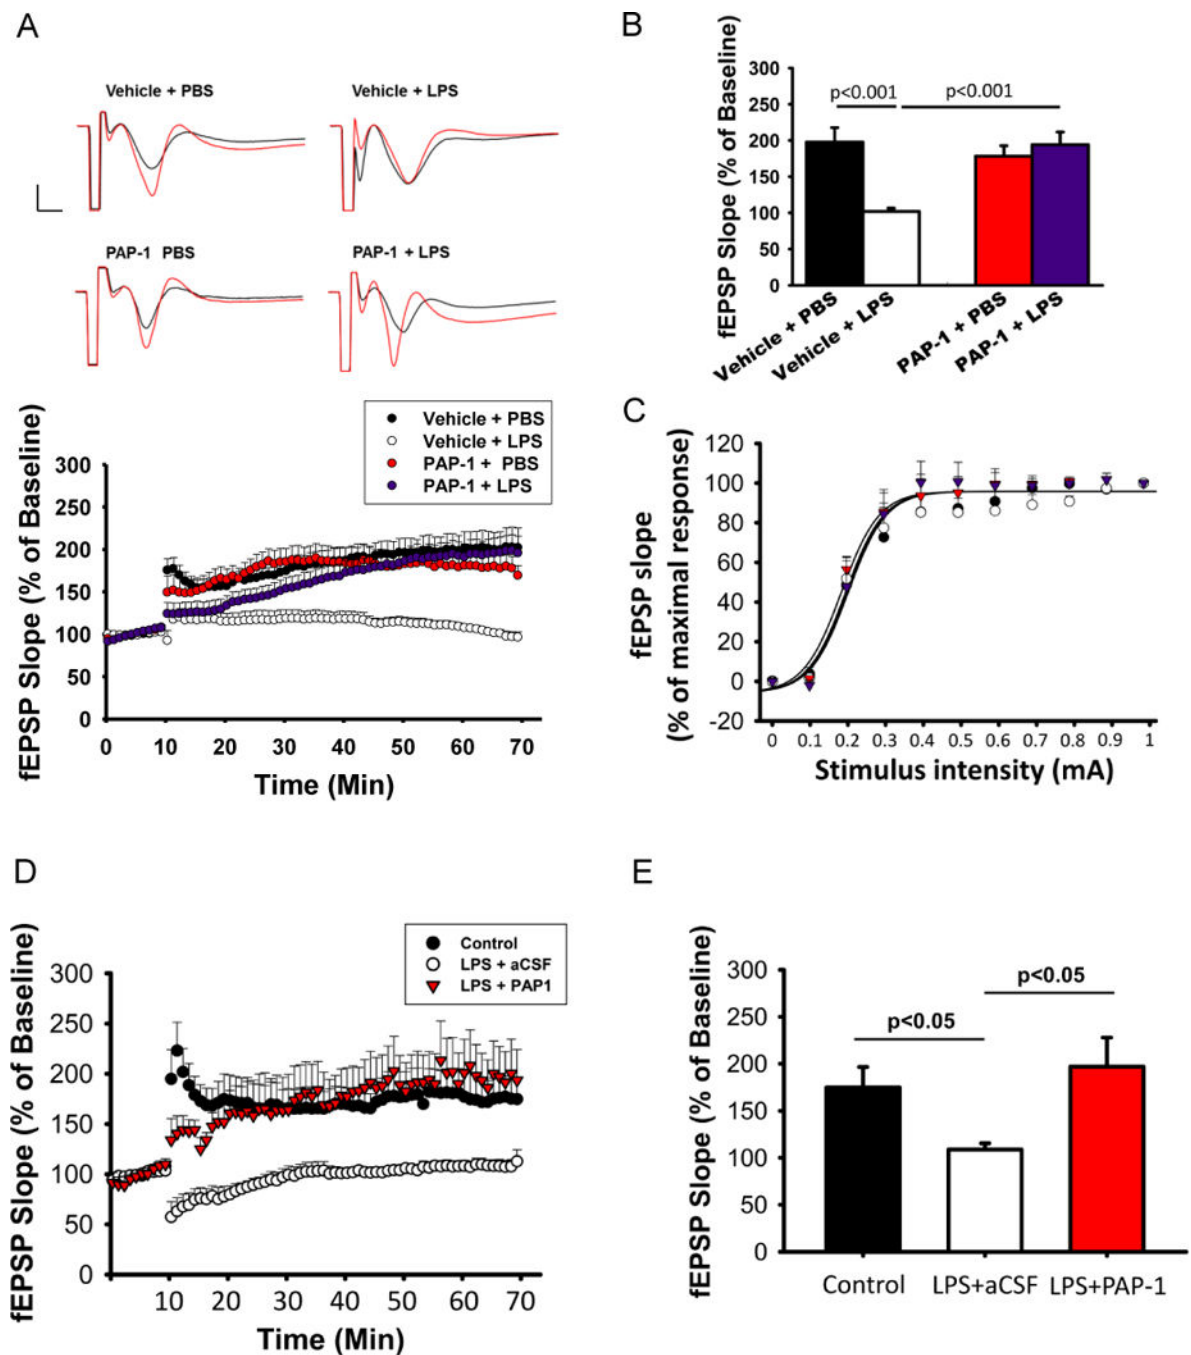 A
Vehicle + PBS
Vehicle + LPS
PAP-1 PBS
PAP-1 + LPS
Vehicle + PBS
Vehicle + LPS
PAP-1 + PBS
PAP-1 + LPS
fEPSP Slope (% of Baseline)
300
250
200
150
100
50
0
0 10 20 30 40 50 60 70
Time (Min)
B
fEPSP Slope (% of Baseline)
300
250
200
150
100
50
0
p<0.001
p<0.001
Vehicle + PBS
Vehicle + LPS
PAP-1 + PBS
PAP-1 + LPS
C
fEPSP slope
(% of maximal response)
120
100
80
60
40
20
0
-20
0 0.1 0.2 0.3 0.4 0.5 0.6 0.7 0.8 0.9 1
Stimulus intensity (mA)
D
Control
LPS + aCSF
LPS + PAP1
fEPSP Slope (% of Baseline)
300
250
200
150
100
50
0
10 20 30 40 50 60 70
Time (Min)
E
fEPSP Slope (% of Baseline)
300
250
200
150
100
50
0
p<0.05
p<0.05
Control
LPS+aCSF
LPS+PAP-1